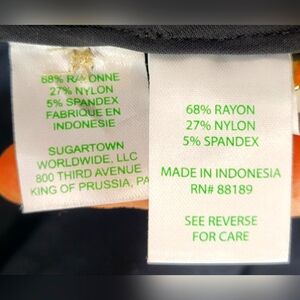 68% RAYONNE
27% NYLON
5% SPANDEX
FABRIQUE EN
INDONESIE
SUGARTOWN
WORLDWIDE, LLC
800 THIRD AVENUE
KING OF PRUSSIA, PA
68% RAYON
27% NYLON
5% SPANDEX
MADE IN INDONESIA
RN# 88189
SEE REVERSE
FOR CARE